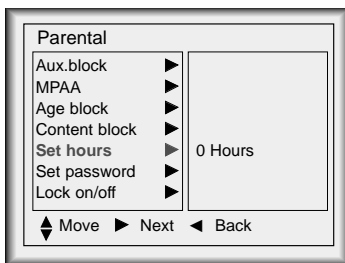 Parental
Aux.block
MPAA
Age block
Content block
Set hours
0 Hours
Set password
Lock on/off
Move Next Back